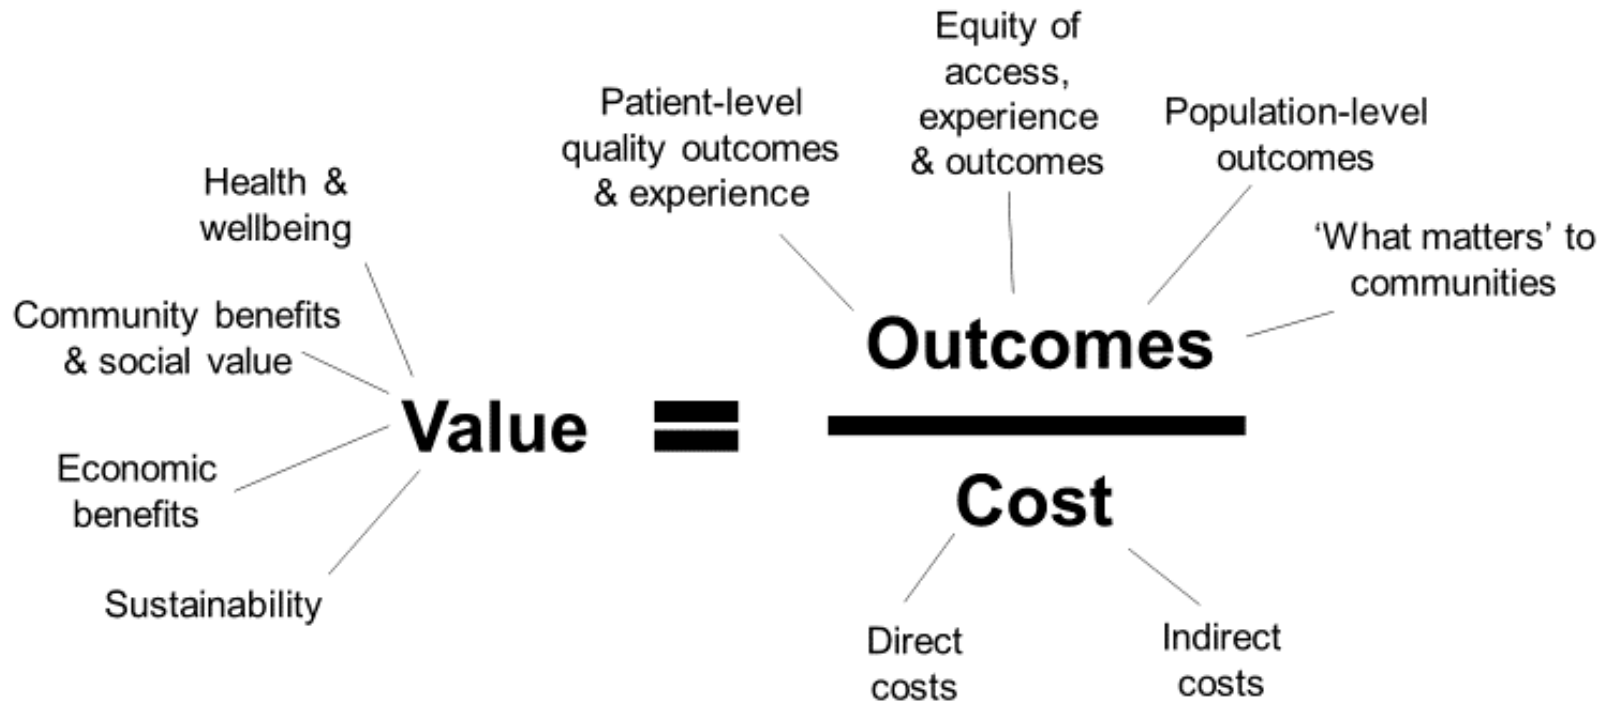 Health &
wellbeing
Community benefits
& social value
Economic
benefits
Sustainability
Value
=
Patient-level
quality outcomes
& experience
Equity of
access,
experience
& outcomes
Population-level
outcomes
‘What matters’ to
communities
Outcomes
Cost
Direct
costs
Indirect
costs